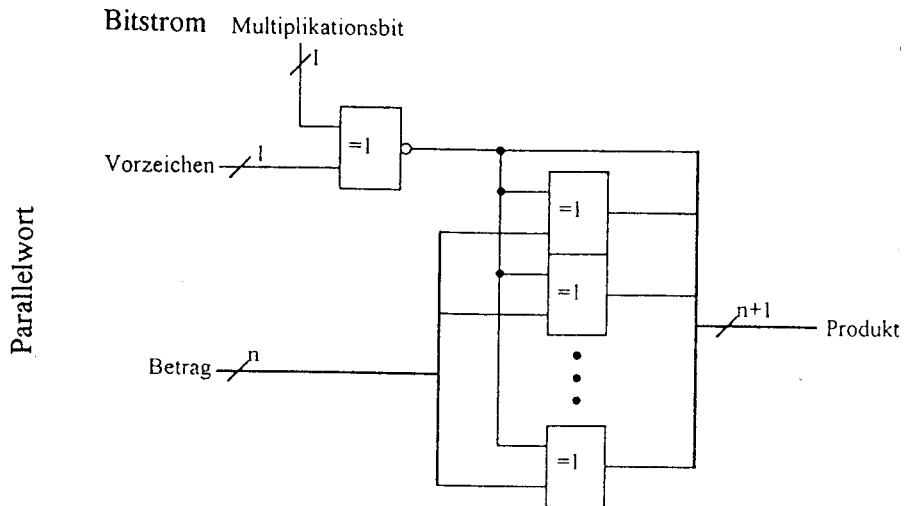 Bitstrom Multiplikationsbit
1
=1
Vorzeichen 1
=1
=1
n+1
Produkt
Parallelwort
Betrag n
=1